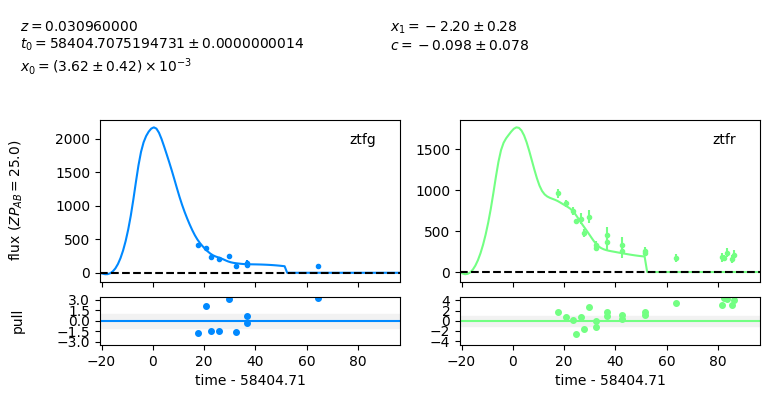 z = 0.030960000
t₀ = 58404.7075194731 ± 0.0000000014
x₀ = (3.62 ± 0.42) × 10⁻³
x₁ = −2.20 ± 0.28
c = −0.098 ± 0.078
flux (ZP_AB = 25.0)
2000
1500
1000
500
0
ztfg
1500
1000
500
0
ztfr
pull
3.0
1.5
0.0
−1.5
−3.0
−20 0 20 40 60 80
time - 58404.71
4
2
0
−2
−4
−20 0 20 40 60 80
time - 58404.71